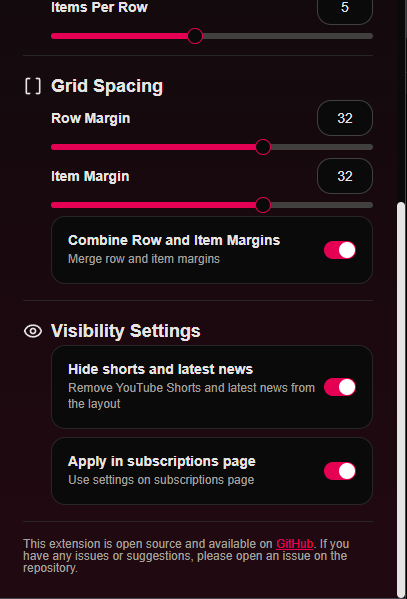 Items Per Row
5
Grid Spacing
Row Margin
32
Item Margin
32
Combine Row and Item Margins
Merge row and item margins
Visibility Settings
Hide shorts and latest news
Remove YouTube Shorts and latest news from
the layout
Apply in subscriptions page
Use settings on subscriptions page
This extension is open source and available on GitHub. If you
have any issues or suggestions, please open an issue on the
repository.